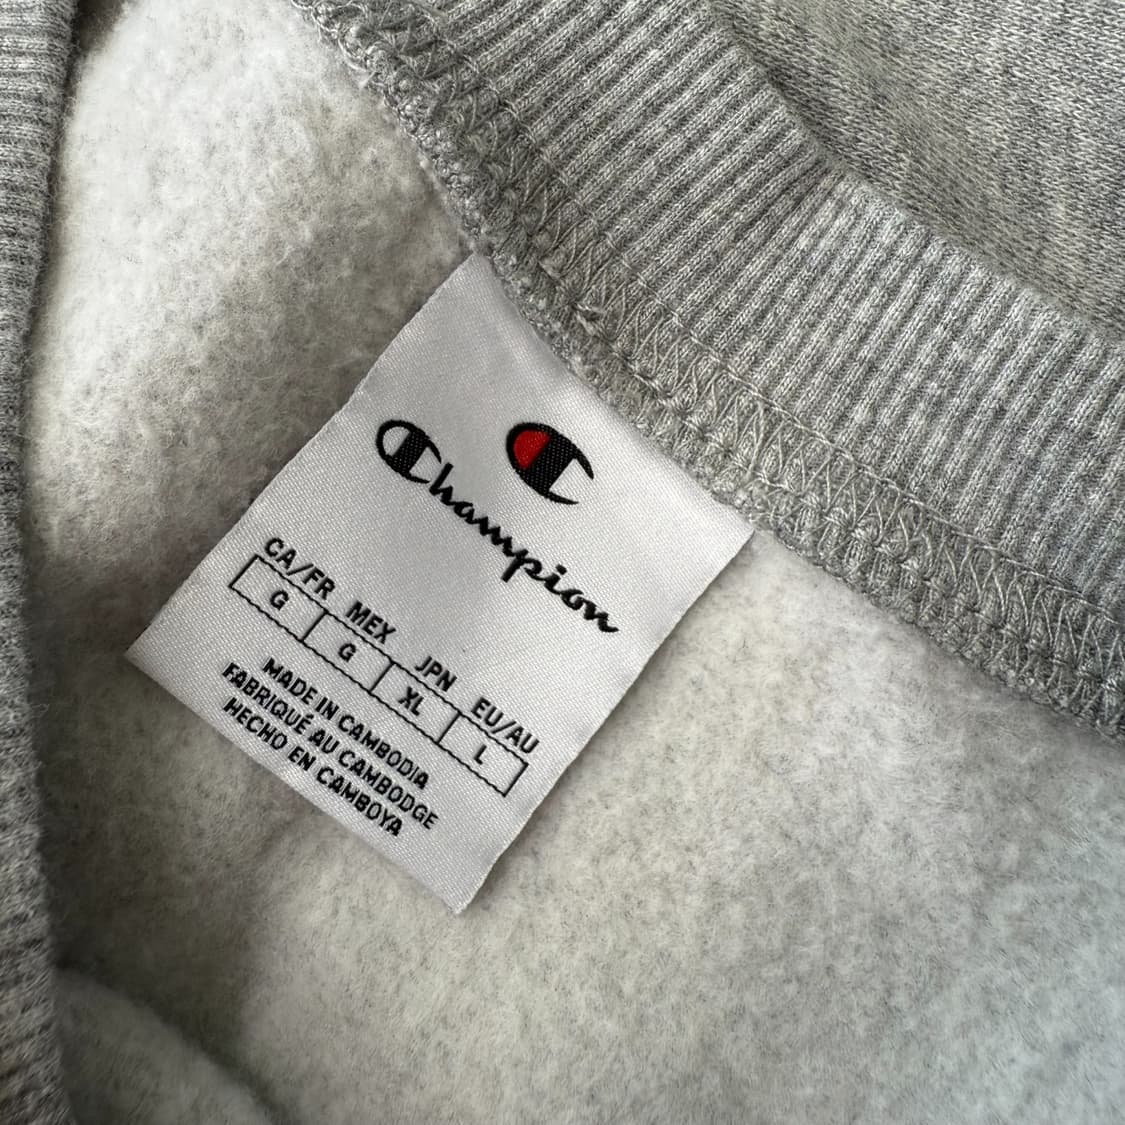 Champion
CA/FR MEX JPN EU/AU
G G XL L
MADE IN CAMBODIA
FABRIQUÉ AU CAMBODGE
HECHO EN CAMBOYA